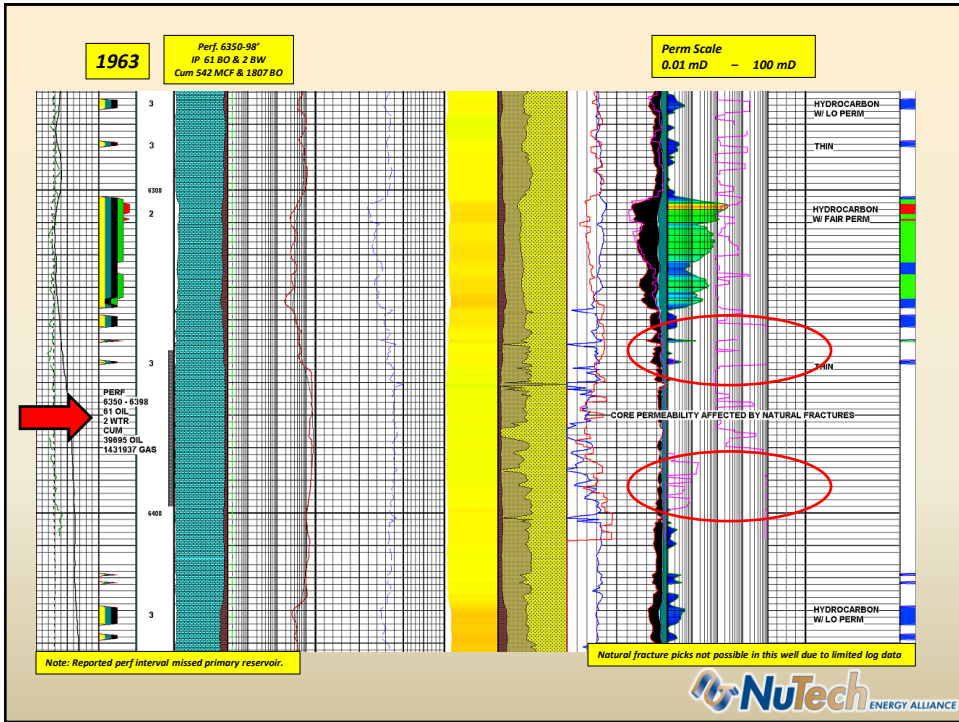 1963
Perf. 6350-98'
IP 61 BO & 2 BW
Cum 542 MCF & 1807 BO
Perm Scale
0.01 mD – 100 mD
3
HYDROCARBON
W/ LO PERM
3
THIN
6300
2
HYDROCARBON
W/ FAIR PERM
3
THIN
PERF
6350 - 6398
61 OIL
2 WTR
CUM
39695 OIL
1431937 GAS
CORE PERMEABILITY AFFECTED BY NATURAL FRACTURES
6400
3
HYDROCARBON
W/ LO PERM
Note: Reported perf interval missed primary reservoir.
Natural fracture picks not possible in this well due to limited log data
NuTech ENERGY ALLIANCE